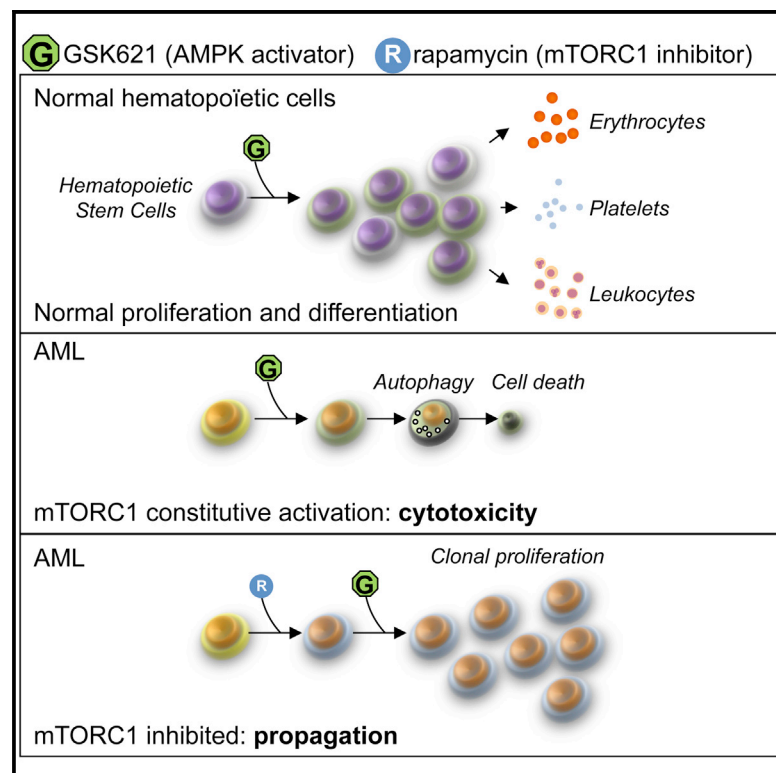 G GSK621 (AMPK activator) R rapamycin (mTORC1 inhibitor)
Normal hematopoïetic cells
G
Erythrocytes
Hematopoietic
Stem Cells
Platelets
Leukocytes
Normal proliferation and differentiation
AML
G
Autophagy Cell death
mTORC1 constitutive activation: cytotoxicity
AML
Clonal proliferation
R G
mTORC1 inhibited: propagation